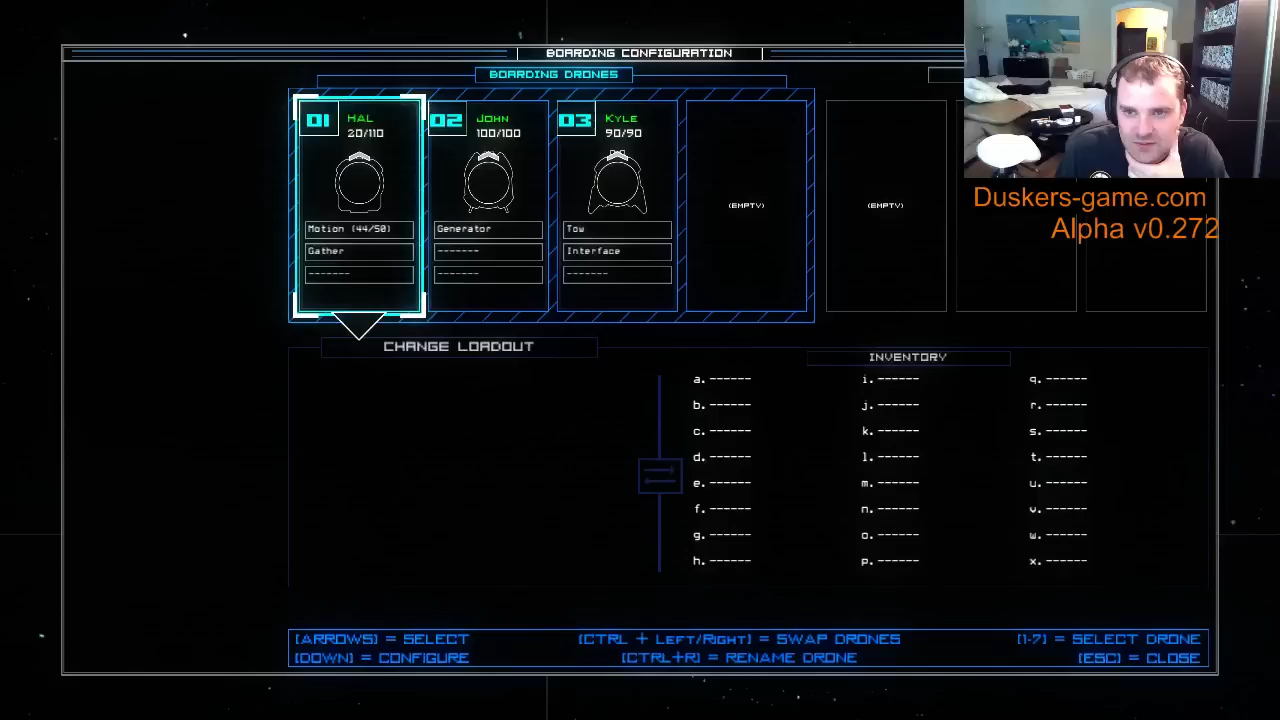 BOARDING CONFIGURATION
BOARDING DRONES
01 HAL
20/110
Motion (44/50)
Gather
-------
02 John
100/100
Generator
-------
-------
03 Kyle
90/90
Tow
Interface
-------
(EMPTY)
(EMPTY)
Duskers-game.com
Alpha v0.272
CHANGE LOADOUT
INVENTORY
a. ------ i. ------ q. ------
b. ------ j. ------ r. ------
c. ------ k. ------ s. ------
d. ------ l. ------ t. ------
e. ------ m. ------ u. ------
f. ------ n. ------ v. ------
g. ------ o. ------ w. ------
h. ------ p. ------ x. ------
[ARROWS] = SELECT [CTRL + Left/Right] = SWAP DRONES [1-7] = SELECT DRONE
[DOWN] = CONFIGURE [CTRL+R] = RENAME DRONE [ESC] = CLOSE